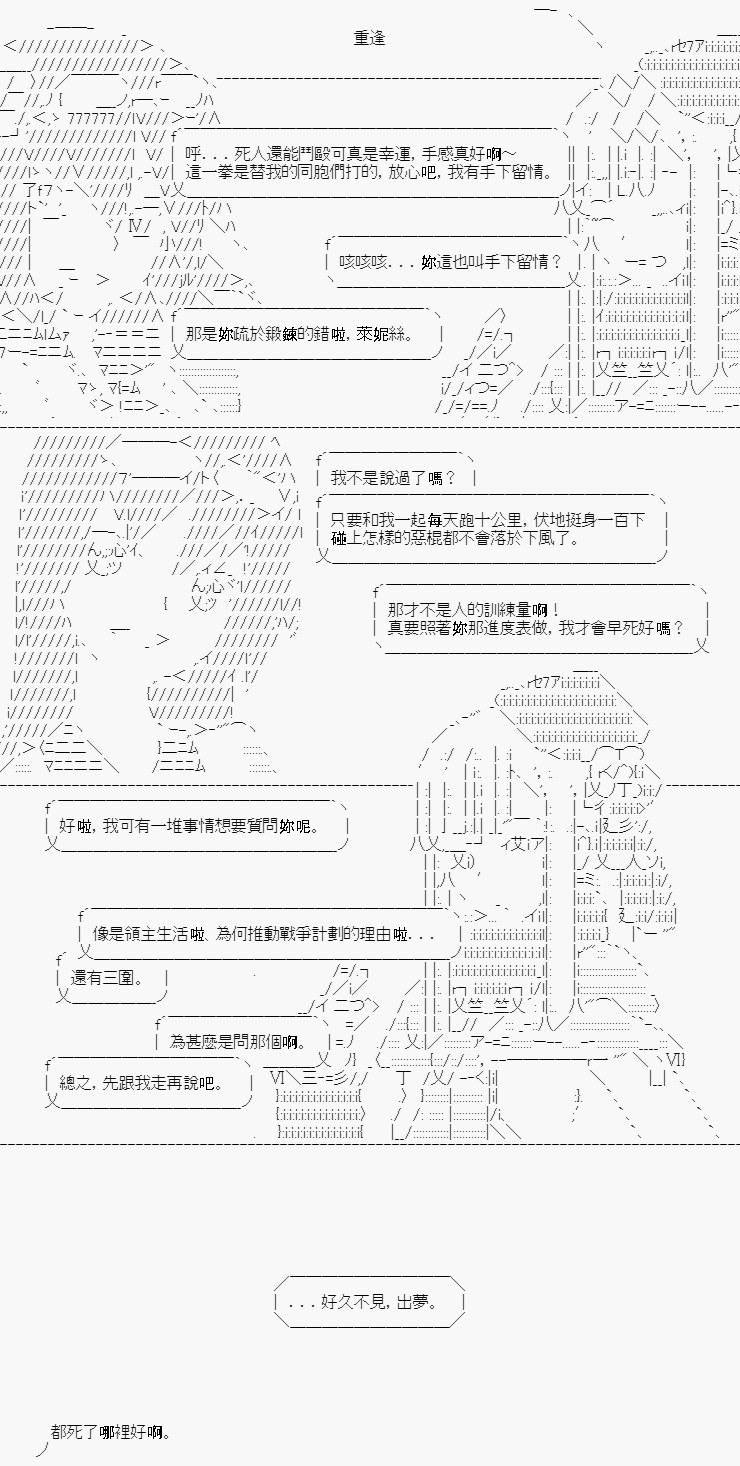 重逢
呼...死人還能鬥毆可真是幸運，手感真好啊～
這一拳是替我的同胞們打的，放心吧，我有手下留情。
咳咳咳...妳這也叫手下留情？
那是妳疏於鍛鍊的錯啦，萊妮絲。
我不是說過了嗎？
只要和我一起每天跑十公里，伏地挺身一百下
碰上怎樣的惡棍都不會落於下風了。
那才不是人的訓練量啊！
真要照著妳那進度表做，我才會早死好嗎？
好啦，我可有一堆事情想要質問妳呢。
像是領主生活啦、為何推動戰爭計劃的理由啦...
還有三圍。
為甚麼是問那個啊。
總之，先跟我走再說吧。
...好久不見，出夢。
都死了哪裡好啊。